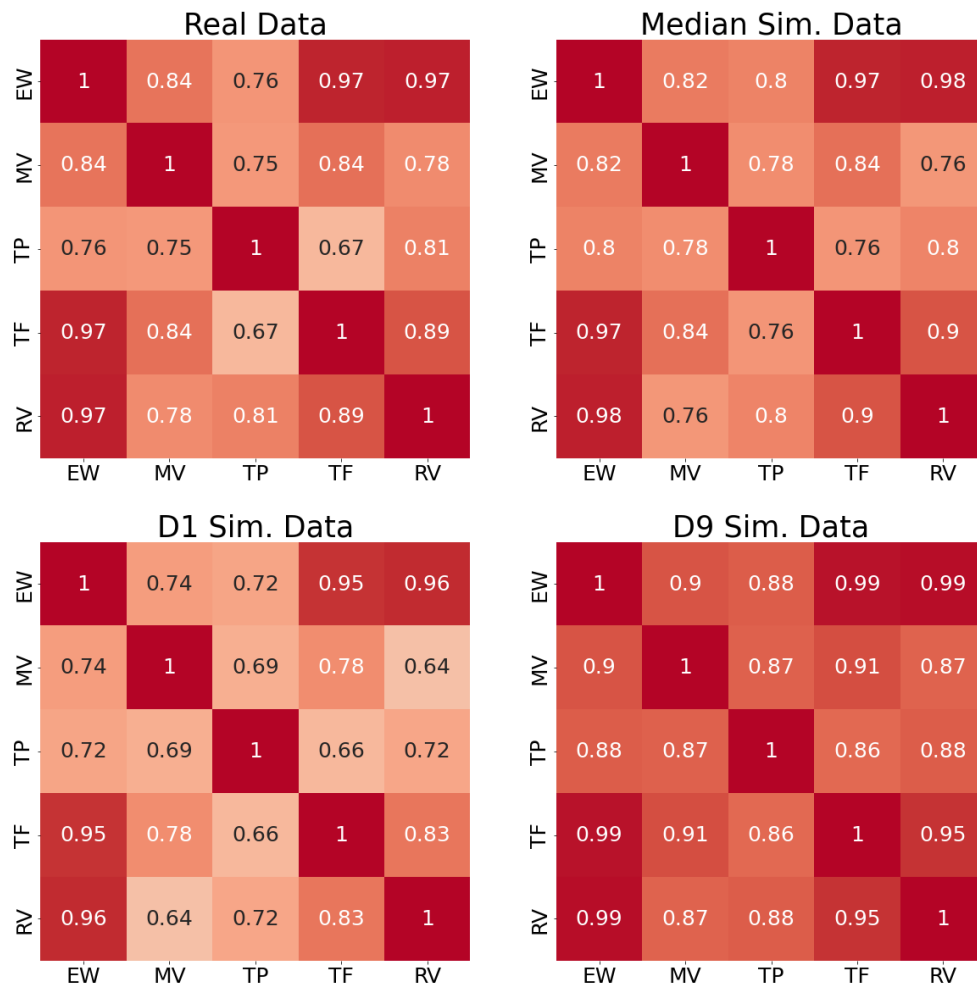 Real Data
EW 1 0.84 0.76 0.97 0.97
MV 0.84 1 0.75 0.84 0.78
TP 0.76 0.75 1 0.67 0.81
TF 0.97 0.84 0.67 1 0.89
RV 0.97 0.78 0.81 0.89 1
EW MV TP TF RV
Median Sim. Data
EW 1 0.82 0.8 0.97 0.98
MV 0.82 1 0.78 0.84 0.76
TP 0.8 0.78 1 0.76 0.8
TF 0.97 0.84 0.76 1 0.9
RV 0.98 0.76 0.8 0.9 1
EW MV TP TF RV
D1 Sim. Data
EW 1 0.74 0.72 0.95 0.96
MV 0.74 1 0.69 0.78 0.64
TP 0.72 0.69 1 0.66 0.72
TF 0.95 0.78 0.66 1 0.83
RV 0.96 0.64 0.72 0.83 1
EW MV TP TF RV
D9 Sim. Data
EW 1 0.9 0.88 0.99 0.99
MV 0.9 1 0.87 0.91 0.87
TP 0.88 0.87 1 0.86 0.88
TF 0.99 0.91 0.86 1 0.95
RV 0.99 0.87 0.88 0.95 1
EW MV TP TF RV